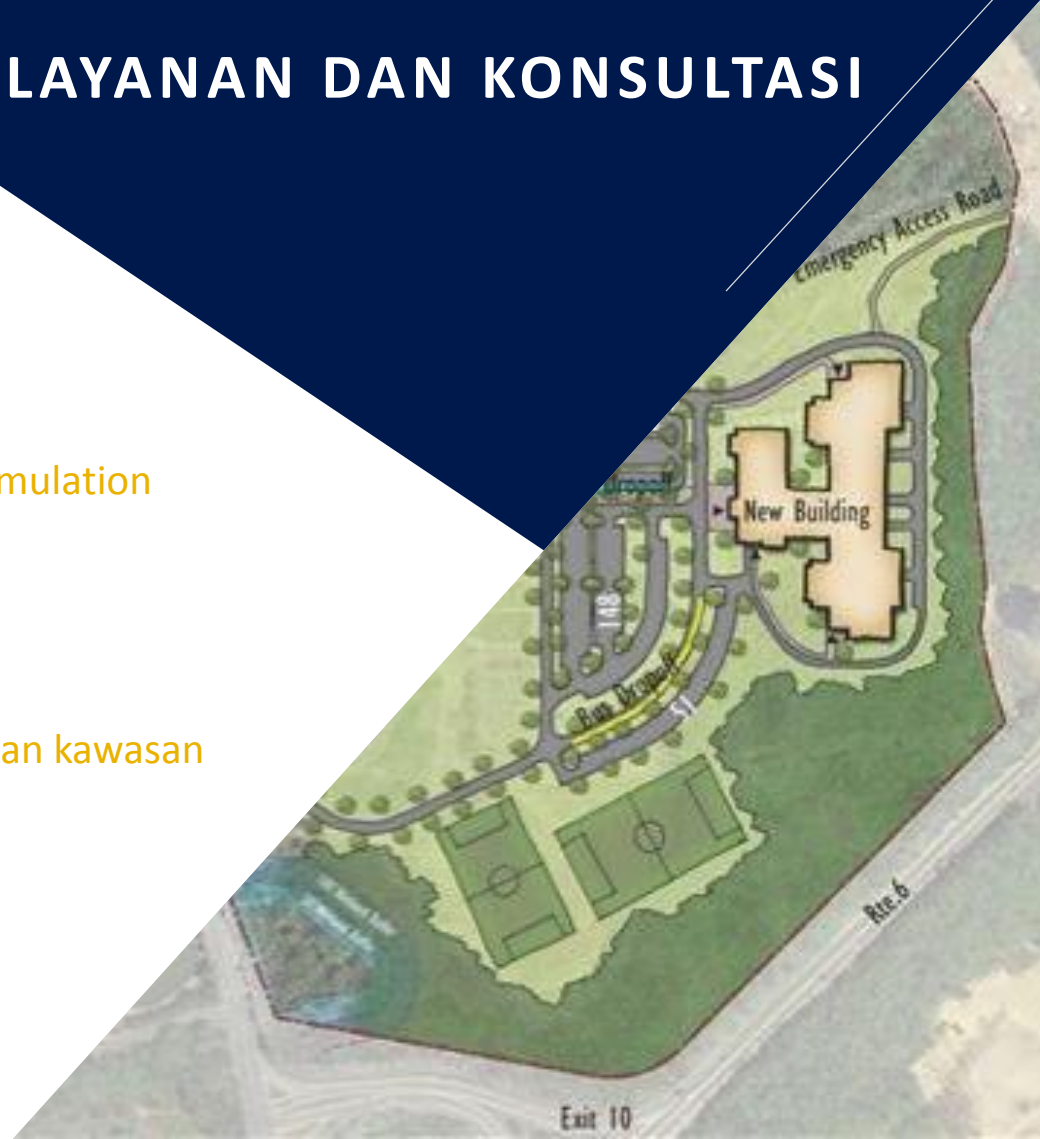 LAYANAN DAN KONSULTASI
Emergency Access Road
mulation
Dropoff
New Building
148
Bus Dropoff
51
an kawasan
Rte.6
Exit 10